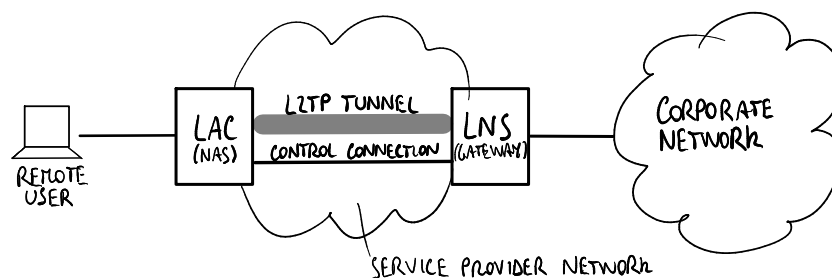 REMOTE
USER
LAC
(NAS)
L2TP TUNNEL
CONTROL CONNECTION
LNS
(GATEWAY)
CORPORATE
NETWORK
SERVICE PROVIDER NETWORK